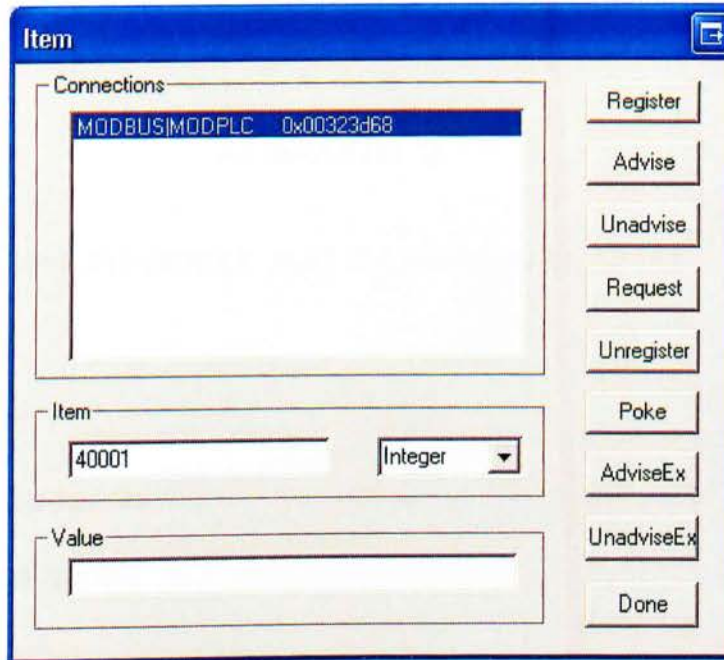 Item
Connections
MODBUS|MODPLC 0x00323d68
Item
40001
Integer
Value
Register
Advise
Unadvise
Request
Unregister
Poke
AdviseEx
UnadviseEx
Done